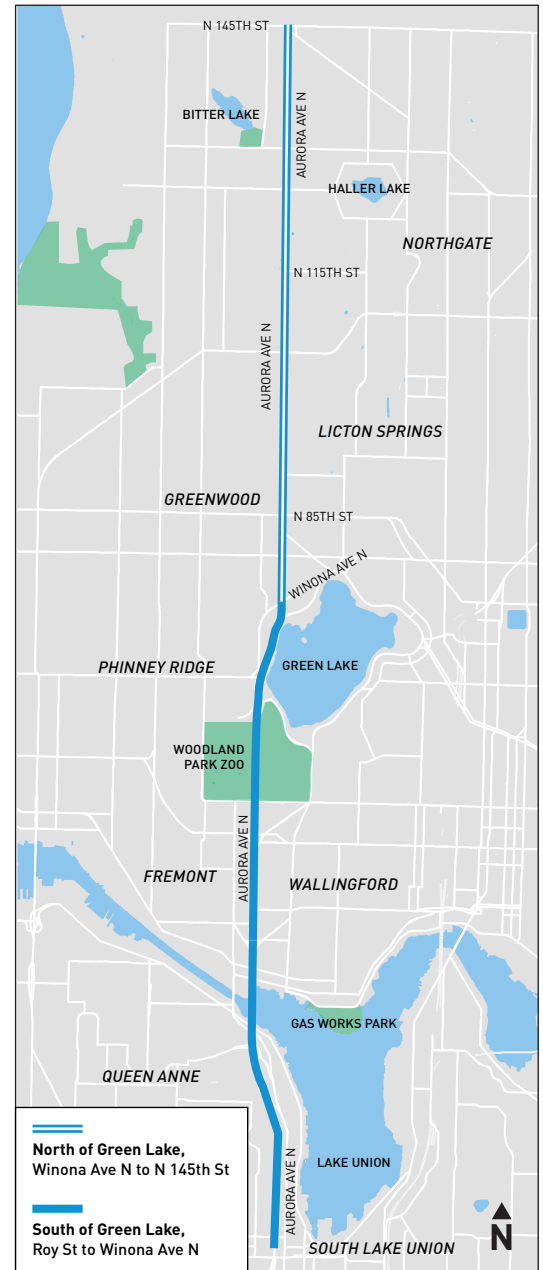 N 145TH ST
BITTER LAKE
AURORA AVE N
HALLER LAKE
NORTHGATE
N 115TH ST
AURORA AVE N
LICTON SPRINGS
GREENWOOD
N 85TH ST
WINONA AVE N
PHINNEY RIDGE
GREEN LAKE
WOODLAND
PARK ZOO
AURORA AVE N
FREMONT
WALLINGFORD
GAS WORKS PARK
QUEEN ANNE
LAKE UNION
AURORA AVE N
SOUTH LAKE UNION
N
North of Green Lake,
Winona Ave N to N 145th St
South of Green Lake,
Roy St to Winona Ave N